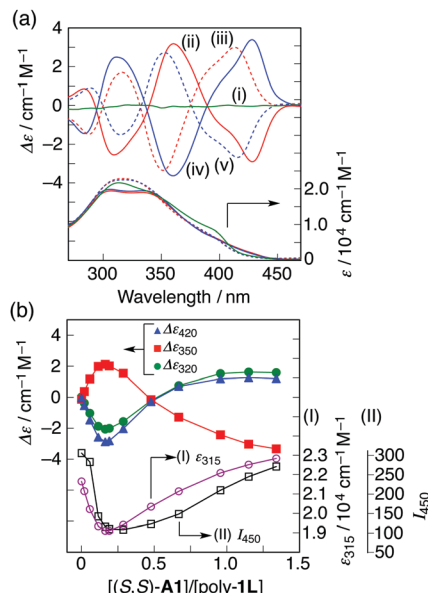 (a)
4
2
0
−2
−4
Δε / cm⁻¹ M⁻¹
(ii)
(iii)
(i)
(iv)
(v)
2.0
1.0
0
ε / 10⁴ cm⁻¹ M⁻¹
300 350 400 450
Wavelength / nm
(b)
4
2
0
−2
−4
Δε / cm⁻¹ M⁻¹
Δε₄₂₀
Δε₃₅₀
Δε₃₂₀
(I) ε₃₁₅
(II) I₄₅₀
(I)
2.3
2.2
2.1
2.0
1.9
ε₃₁₅ / 10⁴ cm⁻¹ M⁻¹
(II)
300
250
200
150
100
50
I₄₅₀
0.0 0.5 1.0 1.5
[(S,S)-A1]/[poly-1L]